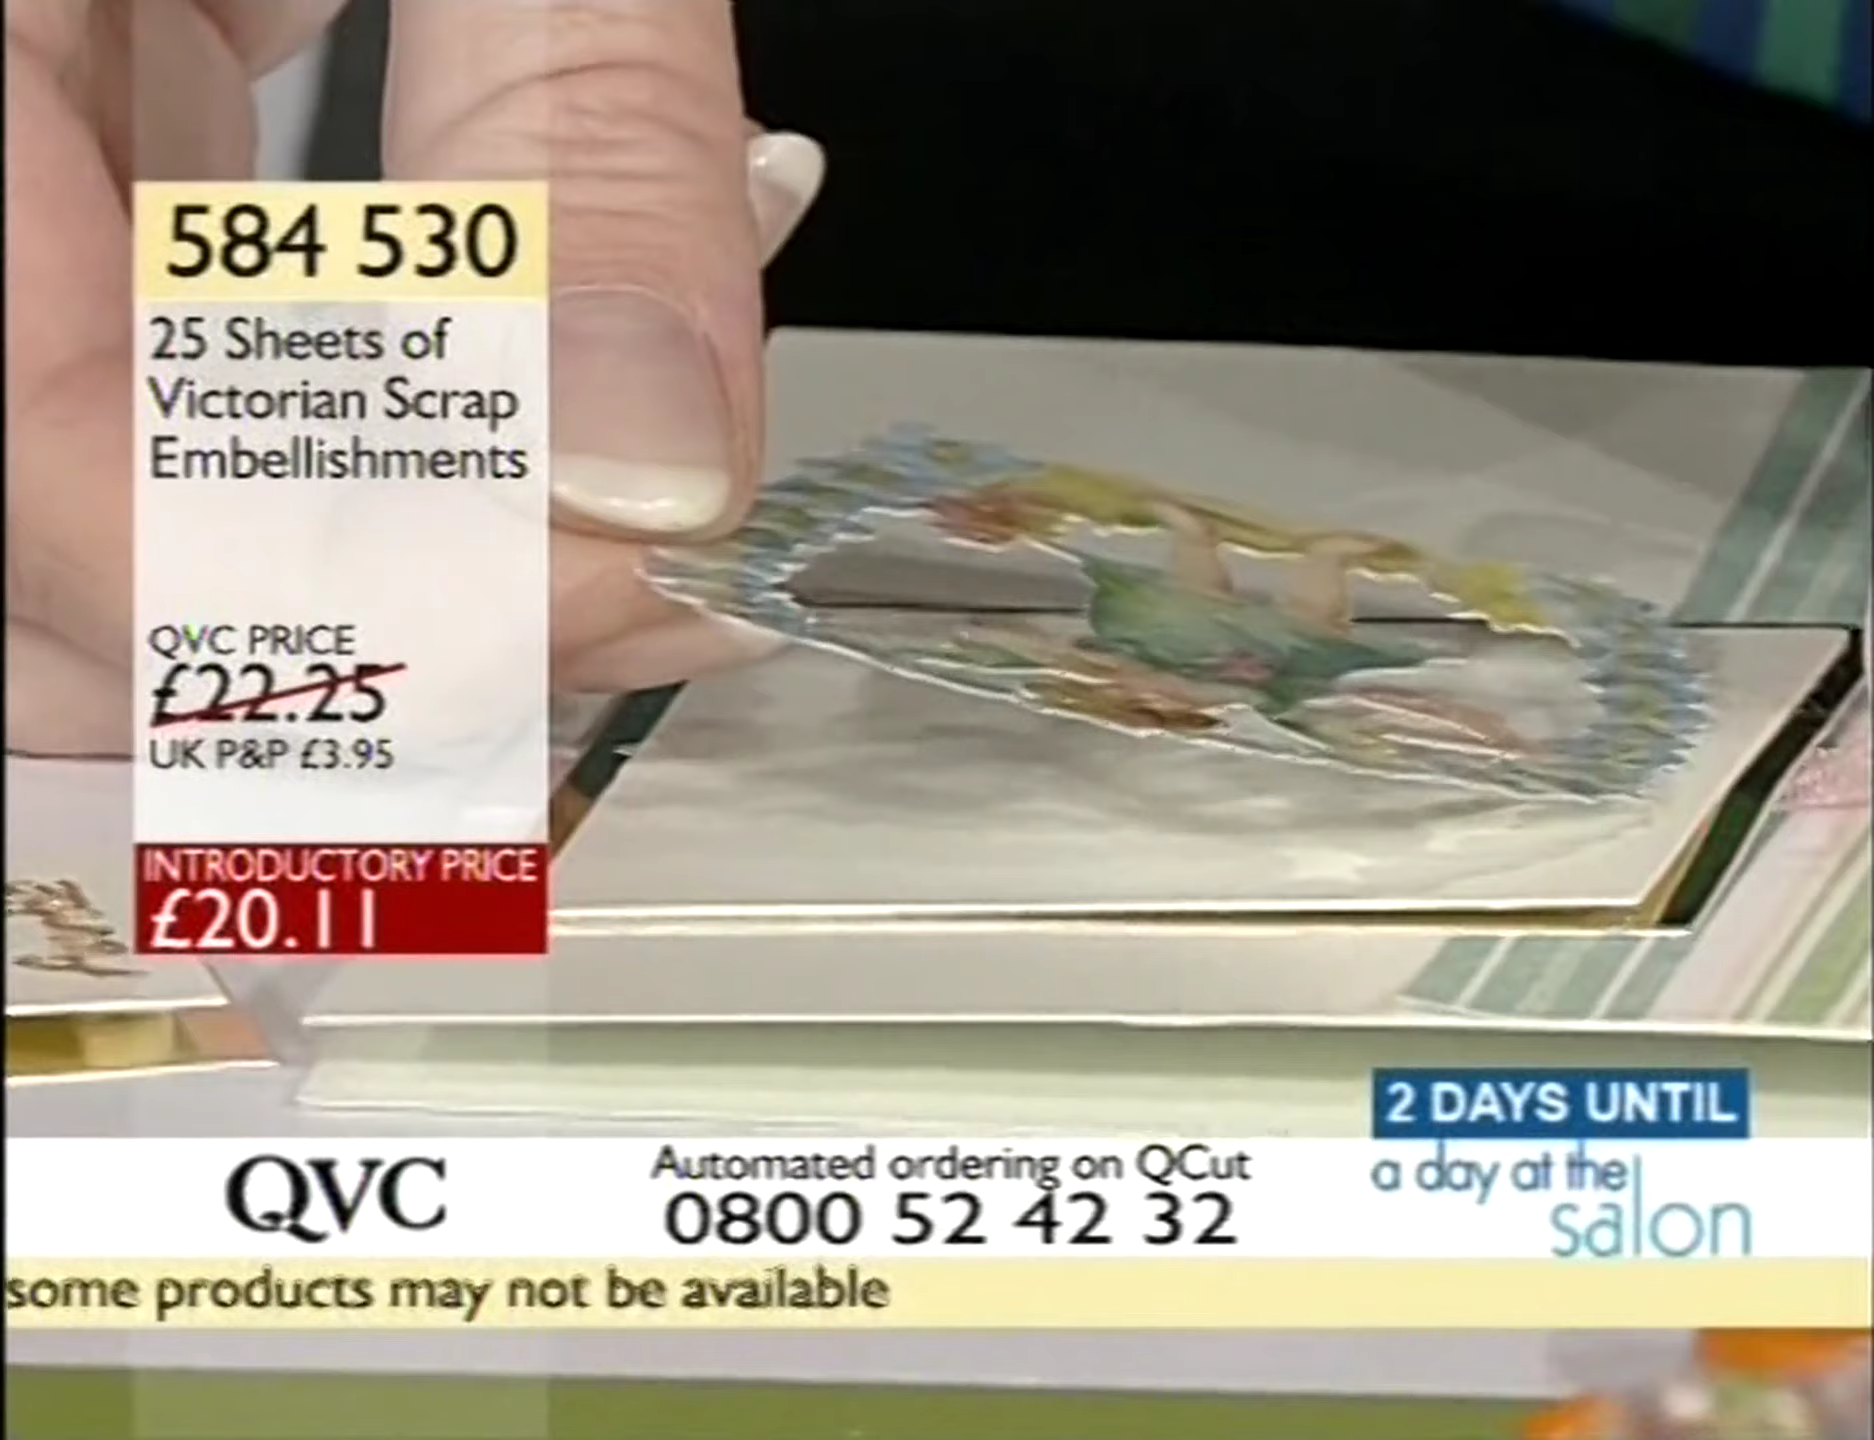 584 530
25 Sheets of
Victorian Scrap
Embellishments
QVC PRICE
£22.25
UK P&P £3.95
INTRODUCTORY PRICE
£20.11
2 DAYS UNTIL
a day at the
salon
QVC
Automated ordering on QCut
0800 52 42 32
some products may not be available